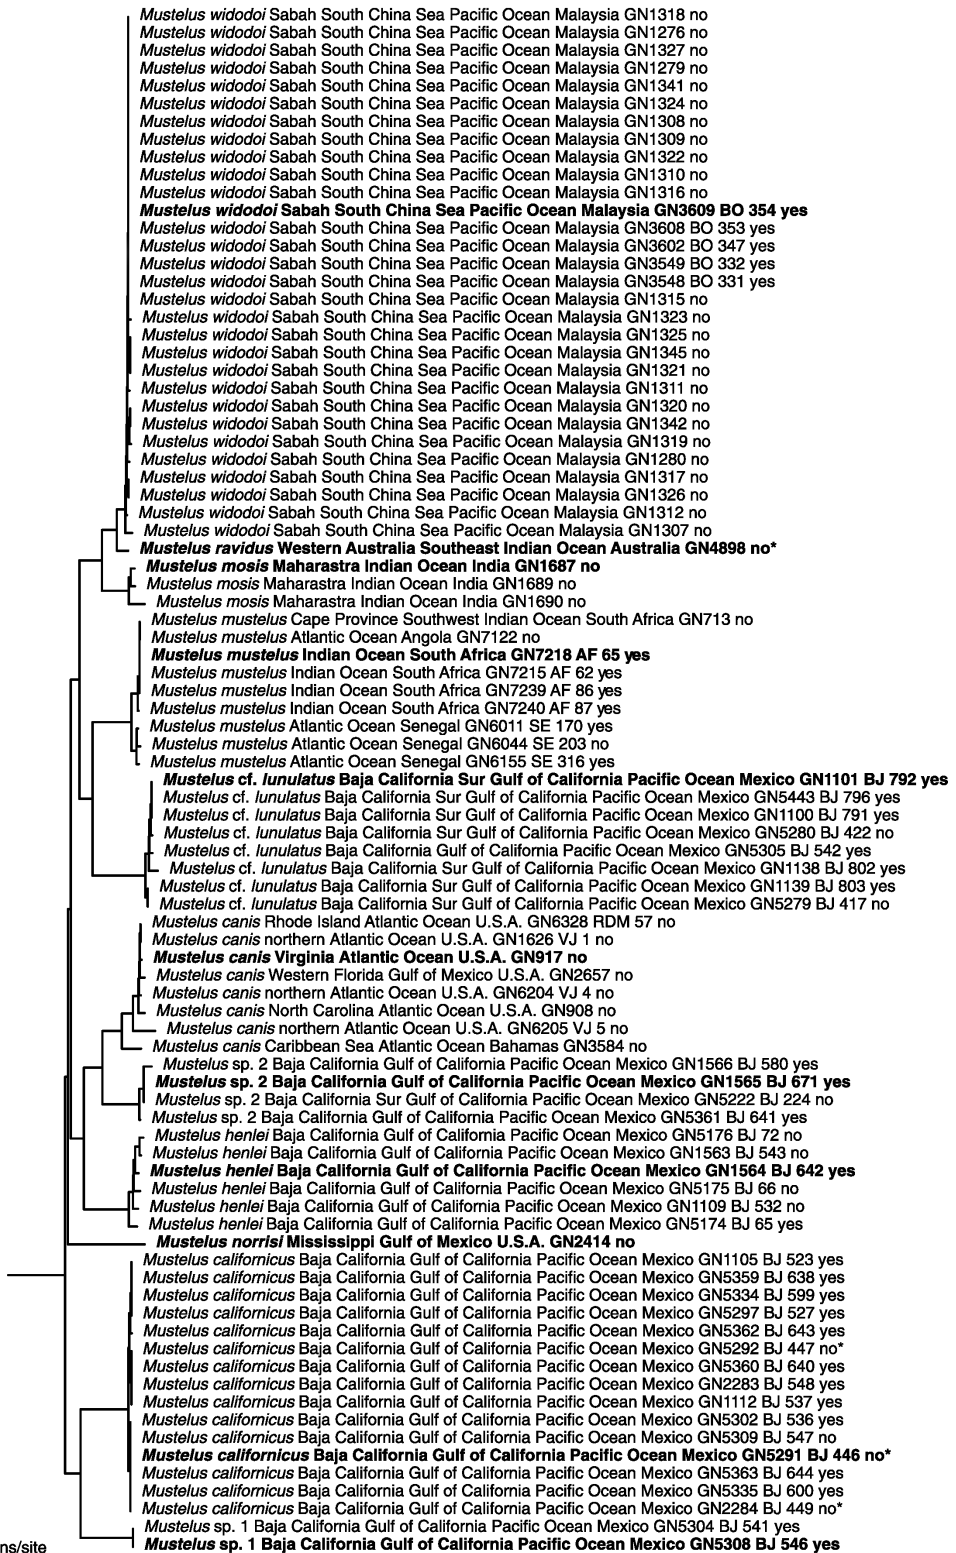 Mustelus widodoi Sabah South China Sea Pacific Ocean Malaysia GN1318 no
Mustelus widodoi Sabah South China Sea Pacific Ocean Malaysia GN1276 no
Mustelus widodoi Sabah South China Sea Pacific Ocean Malaysia GN1327 no
Mustelus widodoi Sabah South China Sea Pacific Ocean Malaysia GN1279 no
Mustelus widodoi Sabah South China Sea Pacific Ocean Malaysia GN1341 no
Mustelus widodoi Sabah South China Sea Pacific Ocean Malaysia GN1324 no
Mustelus widodoi Sabah South China Sea Pacific Ocean Malaysia GN1308 no
Mustelus widodoi Sabah South China Sea Pacific Ocean Malaysia GN1309 no
Mustelus widodoi Sabah South China Sea Pacific Ocean Malaysia GN1322 no
Mustelus widodoi Sabah South China Sea Pacific Ocean Malaysia GN1310 no
Mustelus widodoi Sabah South China Sea Pacific Ocean Malaysia GN1316 no
Mustelus widodoi Sabah South China Sea Pacific Ocean Malaysia GN3609 BO 354 yes
Mustelus widodoi Sabah South China Sea Pacific Ocean Malaysia GN3608 BO 353 yes
Mustelus widodoi Sabah South China Sea Pacific Ocean Malaysia GN3602 BO 347 yes
Mustelus widodoi Sabah South China Sea Pacific Ocean Malaysia GN3549 BO 332 yes
Mustelus widodoi Sabah South China Sea Pacific Ocean Malaysia GN3548 BO 331 yes
Mustelus widodoi Sabah South China Sea Pacific Ocean Malaysia GN1315 no
Mustelus widodoi Sabah South China Sea Pacific Ocean Malaysia GN1323 no
Mustelus widodoi Sabah South China Sea Pacific Ocean Malaysia GN1325 no
Mustelus widodoi Sabah South China Sea Pacific Ocean Malaysia GN1345 no
Mustelus widodoi Sabah South China Sea Pacific Ocean Malaysia GN1321 no
Mustelus widodoi Sabah South China Sea Pacific Ocean Malaysia GN1311 no
Mustelus widodoi Sabah South China Sea Pacific Ocean Malaysia GN1320 no
Mustelus widodoi Sabah South China Sea Pacific Ocean Malaysia GN1342 no
Mustelus widodoi Sabah South China Sea Pacific Ocean Malaysia GN1319 no
Mustelus widodoi Sabah South China Sea Pacific Ocean Malaysia GN1280 no
Mustelus widodoi Sabah South China Sea Pacific Ocean Malaysia GN1317 no
Mustelus widodoi Sabah South China Sea Pacific Ocean Malaysia GN1326 no
Mustelus widodoi Sabah South China Sea Pacific Ocean Malaysia GN1312 no
Mustelus widodoi Sabah South China Sea Pacific Ocean Malaysia GN1307 no
Mustelus ravidus Western Australia Southeast Indian Ocean Australia GN4898 no*
Mustelus mosis Maharastra Indian Ocean India GN1687 no
Mustelus mosis Maharastra Indian Ocean India GN1689 no
Mustelus mosis Maharastra Indian Ocean India GN1690 no
Mustelus mustelus Cape Province Southwest Indian Ocean South Africa GN713 no
Mustelus mustelus Atlantic Ocean Angola GN7122 no
Mustelus mustelus Indian Ocean South Africa GN7218 AF 65 yes
Mustelus mustelus Indian Ocean South Africa GN7215 AF 62 yes
Mustelus mustelus Indian Ocean South Africa GN7239 AF 86 yes
Mustelus mustelus Indian Ocean South Africa GN7240 AF 87 yes
Mustelus mustelus Atlantic Ocean Senegal GN6011 SE 170 yes
Mustelus mustelus Atlantic Ocean Senegal GN6044 SE 203 no
Mustelus mustelus Atlantic Ocean Senegal GN6155 SE 316 yes
Mustelus cf. lunulatus Baja California Sur Gulf of California Pacific Ocean Mexico GN1101 BJ 792 yes
Mustelus cf. lunulatus Baja California Sur Gulf of California Pacific Ocean Mexico GN5443 BJ 796 yes
Mustelus cf. lunulatus Baja California Sur Gulf of California Pacific Ocean Mexico GN1100 BJ 791 yes
Mustelus cf. lunulatus Baja California Sur Gulf of California Pacific Ocean Mexico GN5280 BJ 422 no
Mustelus cf. lunulatus Baja California Gulf of California Pacific Ocean Mexico GN5305 BJ 542 yes
Mustelus cf. lunulatus Baja California Sur Gulf of California Pacific Ocean Mexico GN1138 BJ 802 yes
Mustelus cf. lunulatus Baja California Sur Gulf of California Pacific Ocean Mexico GN1139 BJ 803 yes
Mustelus cf. lunulatus Baja California Sur Gulf of California Pacific Ocean Mexico GN5279 BJ 417 no
Mustelus canis Rhode Island Atlantic Ocean U.S.A. GN6328 RDM 57 no
Mustelus canis northern Atlantic Ocean U.S.A. GN1626 VJ 1 no
Mustelus canis Virginia Atlantic Ocean U.S.A. GN917 no
Mustelus canis Western Florida Gulf of Mexico U.S.A. GN2657 no
Mustelus canis northern Atlantic Ocean U.S.A. GN6204 VJ 4 no
Mustelus canis North Carolina Atlantic Ocean U.S.A. GN908 no
Mustelus canis northern Atlantic Ocean U.S.A. GN6205 VJ 5 no
Mustelus canis Caribbean Sea Atlantic Ocean Bahamas GN3584 no
Mustelus sp. 2 Baja California Gulf of California Pacific Ocean Mexico GN1566 BJ 580 yes
Mustelus sp. 2 Baja California Gulf of California Pacific Ocean Mexico GN1565 BJ 671 yes
Mustelus sp. 2 Baja California Sur Gulf of California Pacific Ocean Mexico GN5222 BJ 224 no
Mustelus sp. 2 Baja California Gulf of California Pacific Ocean Mexico GN5361 BJ 641 yes
Mustelus henlei Baja California Gulf of California Pacific Ocean Mexico GN5176 BJ 72 no
Mustelus henlei Baja California Gulf of California Pacific Ocean Mexico GN1563 BJ 543 no
Mustelus henlei Baja California Gulf of California Pacific Ocean Mexico GN1564 BJ 642 yes
Mustelus henlei Baja California Gulf of California Pacific Ocean Mexico GN5175 BJ 66 no
Mustelus henlei Baja California Gulf of California Pacific Ocean Mexico GN1109 BJ 532 no
Mustelus henlei Baja California Gulf of California Pacific Ocean Mexico GN5174 BJ 65 yes
Mustelus norrisi Mississippi Gulf of Mexico U.S.A. GN2414 no
Mustelus californicus Baja California Gulf of California Pacific Ocean Mexico GN1105 BJ 523 yes
Mustelus californicus Baja California Gulf of California Pacific Ocean Mexico GN5359 BJ 638 yes
Mustelus californicus Baja California Gulf of California Pacific Ocean Mexico GN5334 BJ 599 yes
Mustelus californicus Baja California Gulf of California Pacific Ocean Mexico GN5297 BJ 527 yes
Mustelus californicus Baja California Gulf of California Pacific Ocean Mexico GN5362 BJ 643 yes
Mustelus californicus Baja California Gulf of California Pacific Ocean Mexico GN5292 BJ 447 no*
Mustelus californicus Baja California Gulf of California Pacific Ocean Mexico GN5360 BJ 640 yes
Mustelus californicus Baja California Gulf of California Pacific Ocean Mexico GN2283 BJ 548 yes
Mustelus californicus Baja California Gulf of California Pacific Ocean Mexico GN1112 BJ 537 yes
Mustelus californicus Baja California Gulf of California Pacific Ocean Mexico GN5302 BJ 536 yes
Mustelus californicus Baja California Gulf of California Pacific Ocean Mexico GN5309 BJ 547 no
Mustelus californicus Baja California Gulf of California Pacific Ocean Mexico GN5291 BJ 446 no*
Mustelus californicus Baja California Gulf of California Pacific Ocean Mexico GN5363 BJ 644 yes
Mustelus californicus Baja California Gulf of California Pacific Ocean Mexico GN5335 BJ 600 yes
Mustelus californicus Baja California Gulf of California Pacific Ocean Mexico GN2284 BJ 449 no*
Mustelus sp. 1 Baja California Gulf of California Pacific Ocean Mexico GN5304 BJ 541 yes
Mustelus sp. 1 Baja California Gulf of California Pacific Ocean Mexico GN5308 BJ 546 yes
ns/site